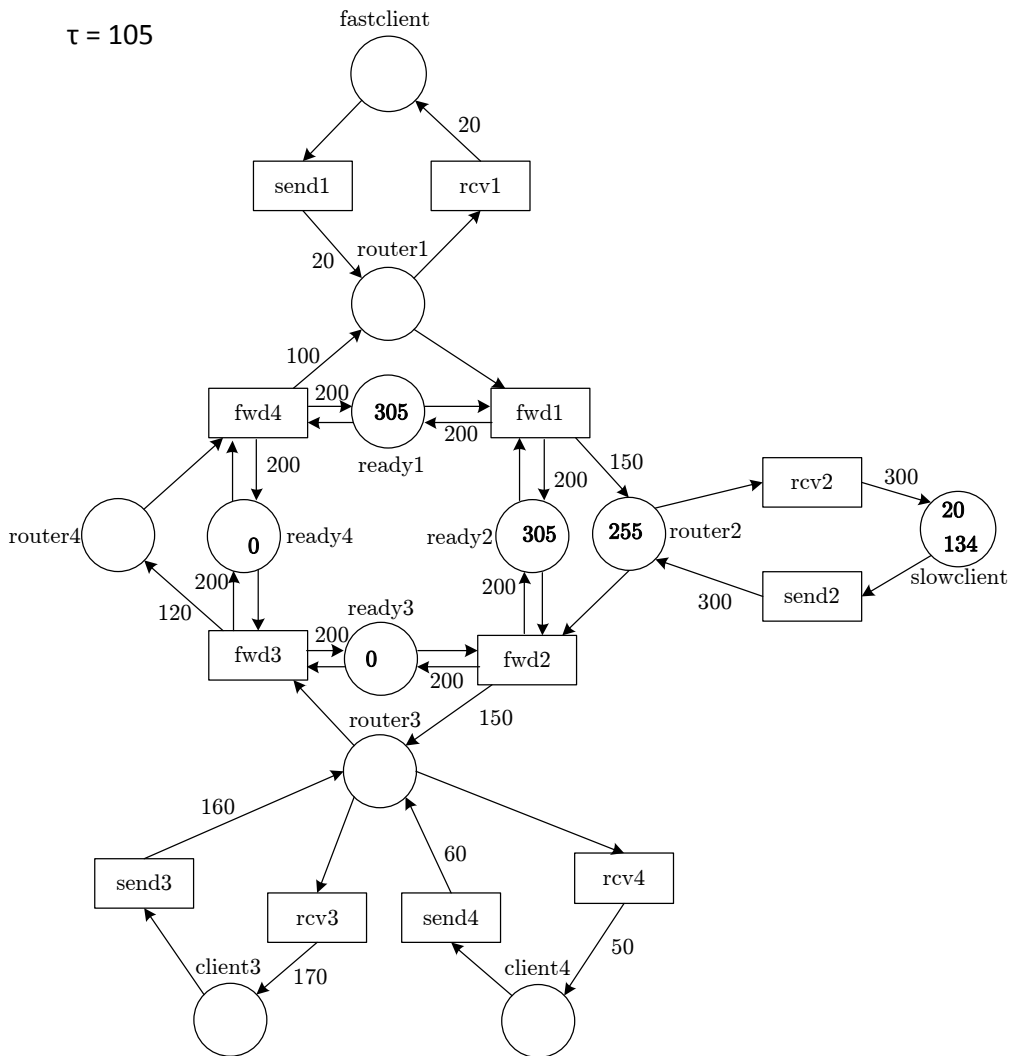 fastclient
τ = 105
20
send1
rcv1
router1
20
100
200
fwd4
305
fwd1
200
ready1
200
200
150
rcv2
300
router4
0
ready4
ready2
305
255
router2
20
134
slowclient
200
200
send2
300
120
ready3
200
fwd3
0
fwd2
200
router3
150
160
60
send3
rcv4
rcv3
send4
client3
170
client4
50